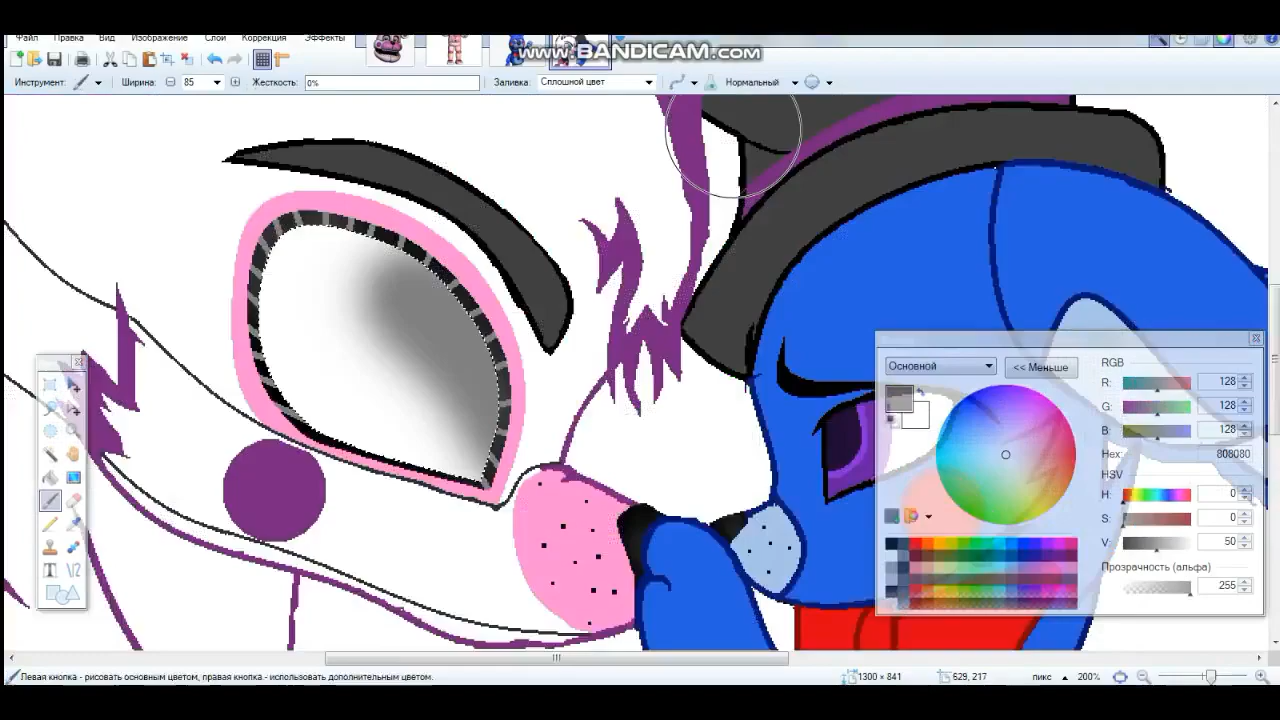 Файл Правка Вид Изображение Слои Коррекция Эффекты
www.BANDICAM.com
Инструмент: Ширина: 85 Жесткость: 0% Заливка: Сплошной цвет Нормальный
Основной << Меньше
RGB
R: 128
G: 128
B: 128
Hex: 808080
HSV
H: 0
S: 0
V: 50
Прозрачность (альфа)
255
Левая кнопка - рисовать основным цветом, правая кнопка - использовать дополнительным цветом. 1300 × 841 629, 217 пикс 200%